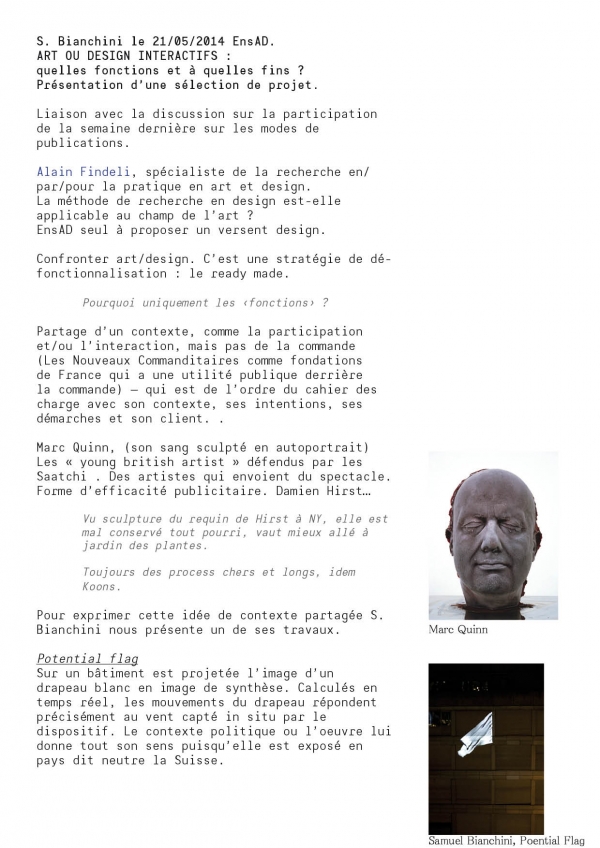 S. Bianchini le 21/05/2014 EnsAD.
ART OU DESIGN INTERACTIFS :
quelles fonctions et à quelles fins ?
Présentation d'une sélection de projet.
Liaison avec la discussion sur la participation
de la semaine dernière sur les modes de
publications.
Alain Findeli, spécialiste de la recherche en/
par/pour la pratique en art et design.
La méthode de recherche en design est-elle
applicable au champ de l'art ?
EnsAD seul à proposer un versent design.
Confronter art/design. C'est une stratégie de dé-
fonctionnalisation : le ready made.
Pourquoi uniquement les ‹fonctions› ?
Partage d'un contexte, comme la participation
et/ou l'interaction, mais pas de la commande
(Les Nouveaux Commanditaires comme fondations
de France qui a une utilité publique derrière
la commande) – qui est de l'ordre du cahier des
charge avec son contexte, ses intentions, ses
démarches et son client. .
Marc Quinn, (son sang sculpté en autoportrait)
Les « young british artist » défendus par les
Saatchi . Des artistes qui envoient du spectacle.
Forme d'efficacité publicitaire. Damien Hirst…
Vu sculpture du requin de Hirst à NY, elle est
mal conservé tout pourri, vaut mieux allé à
jardin des plantes.
Toujours des process chers et longs, idem
Koons.
Pour exprimer cette idée de contexte partagée S.
Bianchini nous présente un de ses travaux.
Potential flag
Sur un bâtiment est projetée l'image d'un
drapeau blanc en image de synthèse. Calculés en
temps réel, les mouvements du drapeau répondent
précisément au vent capté in situ par le
dispositif. Le contexte politique ou l'oeuvre lui
donne tout son sens puisqu'elle est exposé en
pays dit neutre la Suisse.
Marc Quinn
Samuel Bianchini, Poential Flag